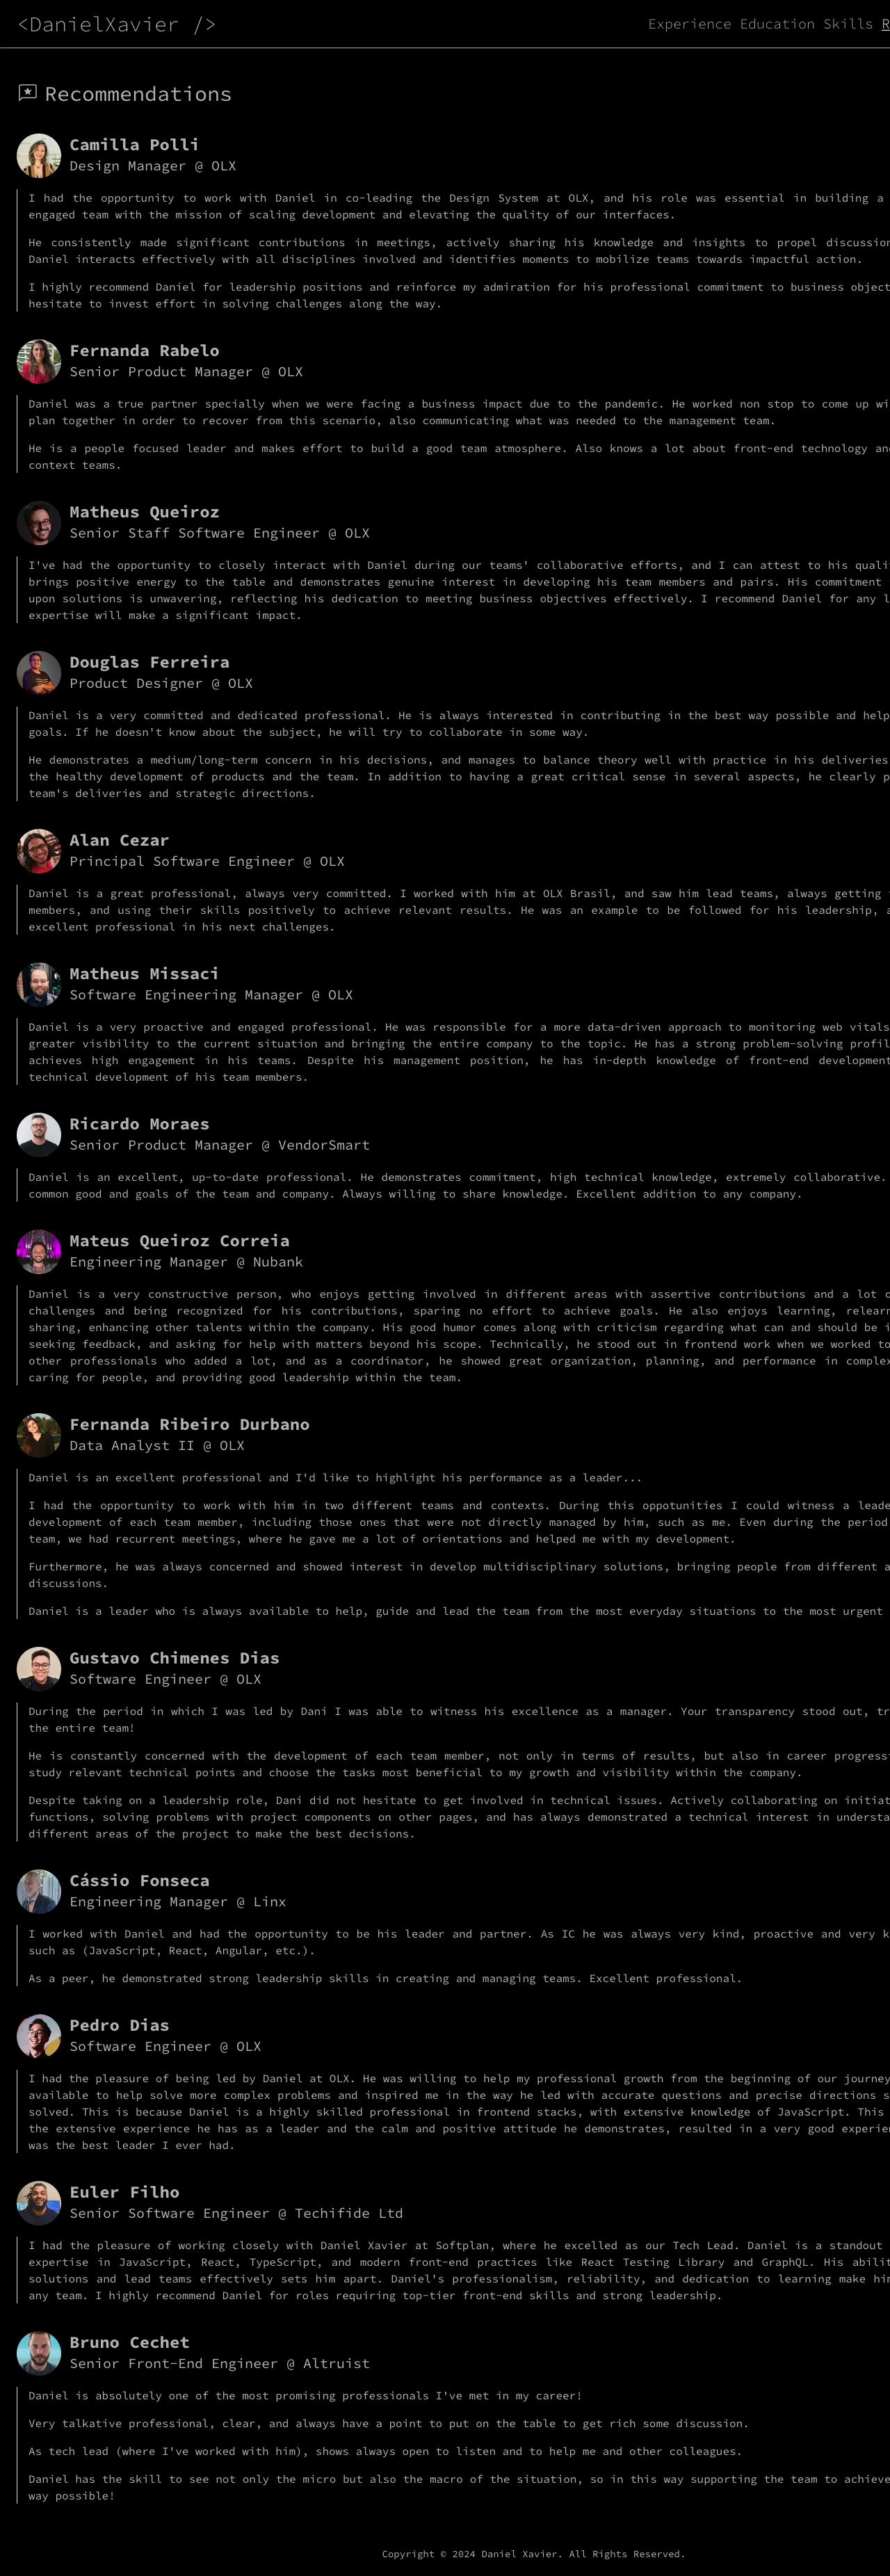 <DanielXavier />
Experience Education Skills R
Recommendations
Camilla Polli
Design Manager @ OLX
I had the opportunity to work with Daniel in co-leading the Design System at OLX, and his role was essential in building a
engaged team with the mission of scaling development and elevating the quality of our interfaces.
He consistently made significant contributions in meetings, actively sharing his knowledge and insights to propel
Daniel interacts effectively with all disciplines involved and identifies moments to mobilize teams towards impactful action.
I highly recommend Daniel for leadership positions and reinforce my admiration for his professional commitment to business
hesitate to invest effort in solving challenges along the way.
Fernanda Rabelo
Senior Product Manager @ OLX
Daniel was a true partner specially when we were facing a business impact due to the pandemic. He worked non stop to come up
plan together in order to recover from this scenario, also communicating what was needed to the management team.
He is a people focused leader and makes effort to build a good team atmosphere. Also knows a lot about front-end technology
context teams.
Matheus Queiroz
Senior Staff Software Engineer @ OLX
I've had the opportunity to closely interact with Daniel during our teams' collaborative efforts, and I can attest to his
brings positive energy to the table and demonstrates genuine interest in developing his team members and pairs. His commitment
upon solutions is unwavering, reflecting his dedication to meeting business objectives effectively. I recommend Daniel for any
expertise will make a significant impact.
Douglas Ferreira
Product Designer @ OLX
Daniel is a very committed and dedicated professional. He is always interested in contributing in the best way possible and
goals. If he doesn't know about the subject, he will try to collaborate in some way.
He demonstrates a medium/long-term concern in his decisions, and manages to balance theory well with practice in his deliveries
the healthy development of products and the team. In addition to having a great critical sense in several aspects, he clearly
team's deliveries and strategic directions.
Alan Cezar
Principal Software Engineer @ OLX
Daniel is a great professional, always very committed. I worked with him at OLX Brasil, and saw him lead teams, always getting
members, and using their skills positively to achieve relevant results. He was an example to be followed for his leadership,
excellent professional in his next challenges.
Matheus Missaci
Software Engineering Manager @ OLX
Daniel is a very proactive and engaged professional. He was responsible for a more data-driven approach to monitoring web vitals
greater visibility to the current situation and bringing the entire company to the topic. He has a strong problem-solving
achieves high engagement in his teams. Despite his management position, he has in-depth knowledge of front-end development
technical development of his team members.
Ricardo Moraes
Senior Product Manager @ VendorSmart
Daniel is an excellent, up-to-date professional. He demonstrates commitment, high technical knowledge, extremely collaborative.
common good and goals of the team and company. Always willing to share knowledge. Excellent addition to any company.
Mateus Queiroz Correia
Engineering Manager @ Nubank
Daniel is a very constructive person, who enjoys getting involved in different areas with assertive contributions and a lot
challenges and being recognized for his contributions, sparing no effort to achieve goals. He also enjoys learning,
sharing, enhancing other talents within the company. His good humor comes along with criticism regarding what can and should be
seeking feedback, and asking for help with matters beyond his scope. Technically, he stood out in frontend work when we worked
other professionals who added a lot, and as a coordinator, he showed great organization, planning, and performance in complex
caring for people, and providing good leadership within the team.
Fernanda Ribeiro Durbano
Data Analyst II @ OLX
Daniel is an excellent professional and I'd like to highlight his performance as a leader...
I had the opportunity to work with him in two different teams and contexts. During this oppotunities I could witness a
development of each team member, including those ones that were not directly managed by him, such as me. Even during the period
team, we had recurrent meetings, where he gave me a lot of orientations and helped me with my development.
Furthermore, he was always concerned and showed interest in develop multidisciplinary solutions, bringing people from different
discussions.
Daniel is a leader who is always available to help, guide and lead the team from the most everyday situations to the most urgent
Gustavo Chimenes Dias
Software Engineer @ OLX
During the period in which I was led by Dani I was able to witness his excellence as a manager. Your transparency stood out,
the entire team!
He is constantly concerned with the development of each team member, not only in terms of results, but also in career
study relevant technical points and choose the tasks most beneficial to my growth and visibility within the company.
Despite taking on a leadership role, Dani did not hesitate to get involved in technical issues. Actively collaborating on
functions, solving problems with project components on other pages, and has always demonstrated a technical interest in
different areas of the project to make the best decisions.
Cássio Fonseca
Engineering Manager @ Linx
I worked with Daniel and had the opportunity to be his leader and partner. As IC he was always very kind, proactive and very
such as (JavaScript, React, Angular, etc.).
As a peer, he demonstrated strong leadership skills in creating and managing teams. Excellent professional.
Pedro Dias
Software Engineer @ OLX
I had the pleasure of being led by Daniel at OLX. He was willing to help my professional growth from the beginning of our journey
available to help solve more complex problems and inspired me in the way he led with accurate questions and precise directions
solved. This is because Daniel is a highly skilled professional in frontend stacks, with extensive knowledge of JavaScript. This
the extensive experience he has as a leader and the calm and positive attitude he demonstrates, resulted in a very good
was the best leader I ever had.
Euler Filho
Senior Software Engineer @ Techifide Ltd
I had the pleasure of working closely with Daniel Xavier at Softplan, where he excelled as our Tech Lead. Daniel is a standout
expertise in JavaScript, React, TypeScript, and modern front-end practices like React Testing Library and GraphQL. His
solutions and lead teams effectively sets him apart. Daniel's professionalism, reliability, and dedication to learning make
any team. I highly recommend Daniel for roles requiring top-tier front-end skills and strong leadership.
Bruno Cechet
Senior Front-End Engineer @ Altruist
Daniel is absolutely one of the most promising professionals I've met in my career!
Very talkative professional, clear, and always have a point to put on the table to get rich some discussion.
As tech lead (where I've worked with him), shows always open to listen and to help me and other colleagues.
Daniel has the skill to see not only the micro but also the macro of the situation, so in this way supporting the team to
way possible!
Copyright © 2024 Daniel Xavier. All Rights Reserved.